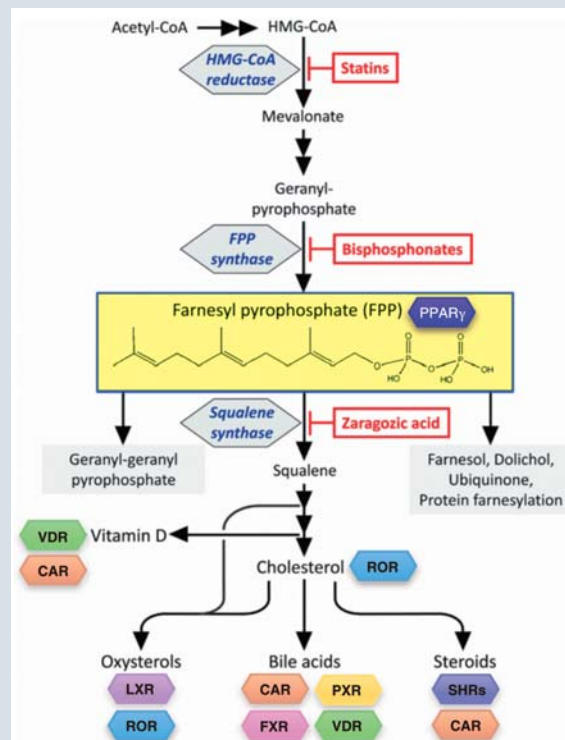 Acetyl-CoA HMG-CoA
HMG-CoA
reductase
Statins
Mevalonate
Geranyl-
pyrophosphate
FPP
synthase
Bisphosphonates
Farnesyl pyrophosphate (FPP) PPARγ
O O
O P O P OH
HO HO
Squalene
synthase
Zaragozic acid
Geranyl-geranyl
pyrophosphate
Squalene
Farnesol, Dolichol,
Ubiquinone,
Protein farnesylation
VDR Vitamin D
CAR
Cholesterol ROR
Oxysterols
LXR
ROR
Bile acids
CAR PXR
FXR VDR
Steroids
SHRs
CAR